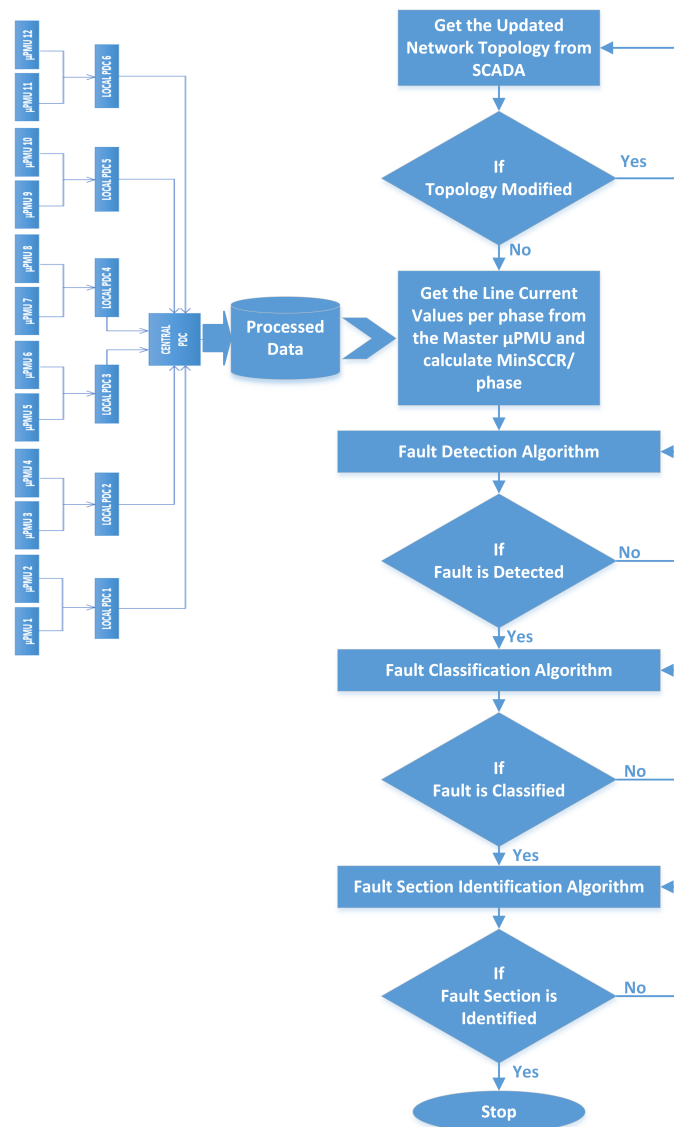 µPMU 12
µPMU 11
µPMU 10
µPMU 9
µPMU 8
µPMU 7
µPMU 6
µPMU 5
µPMU 4
µPMU 3
µPMU 2
µPMU 1
LOCAL PDC 6
LOCAL PDC 5
LOCAL PDC 4
LOCAL PDC 3
LOCAL PDC 2
LOCAL PDC 1
CENTRAL
PDC
Processed
Data
Get the Updated
Network Topology from
SCADA
If
Topology Modified
Yes
No
Get the Line Current
Values per phase from
the Master µPMU and
calculate MinSCCR/
phase
Fault Detection Algorithm
If
Fault is Detected
No
Yes
Fault Classification Algorithm
If
Fault is Classified
No
Yes
Fault Section Identification Algorithm
If
Fault Section is
Identified
No
Yes
Stop